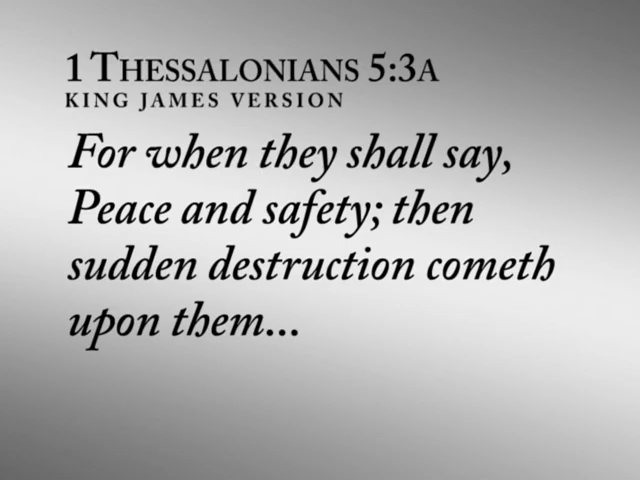 1 THESSALONIANS 5:3A
KING JAMES VERSION
For when they shall say,
Peace and safety; then
sudden destruction cometh
upon them...